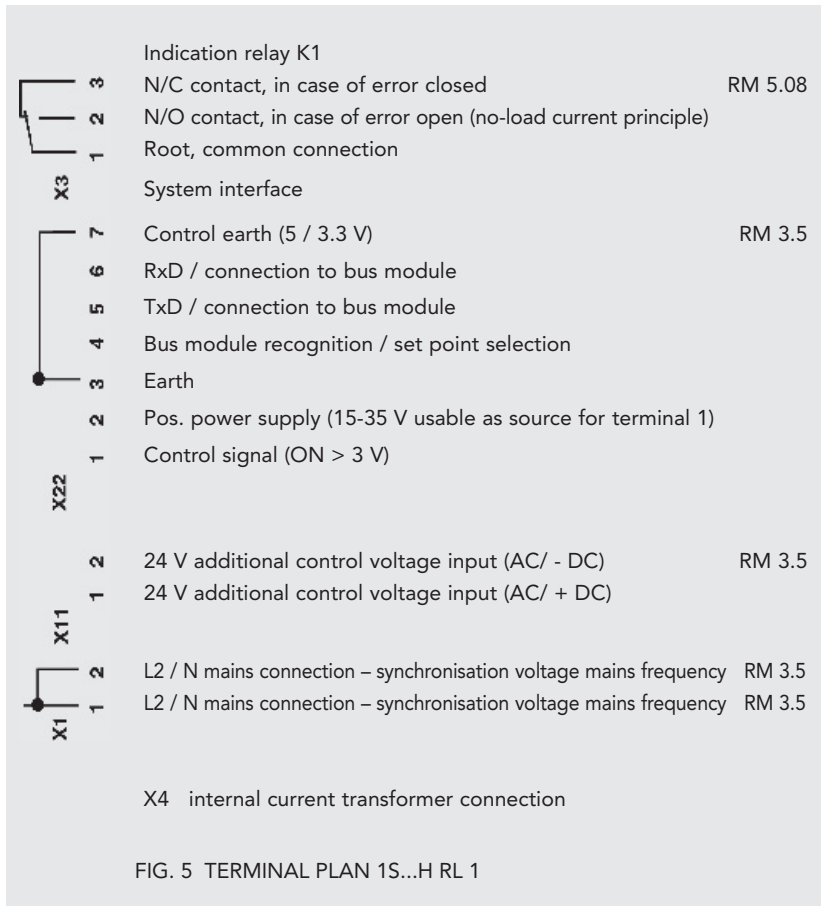 Indication relay K1
3 N/C contact, in case of error closed RM 5.08
2 N/O contact, in case of error open (no-load current principle)
1 Root, common connection
X3 System interface
7 Control earth (5 / 3.3 V) RM 3.5
6 RxD / connection to bus module
5 TxD / connection to bus module
4 Bus module recognition / set point selection
3 Earth
2 Pos. power supply (15-35 V usable as source for terminal 1)
1 Control signal (ON > 3 V)
X22
2 24 V additional control voltage input (AC/ - DC) RM 3.5
1 24 V additional control voltage input (AC/ + DC)
X11
2 L2 / N mains connection – synchronisation voltage mains frequency RM 3.5
1 L2 / N mains connection – synchronisation voltage mains frequency RM 3.5
X1
X4 internal current transformer connection
FIG. 5 TERMINAL PLAN 1S...H RL 1